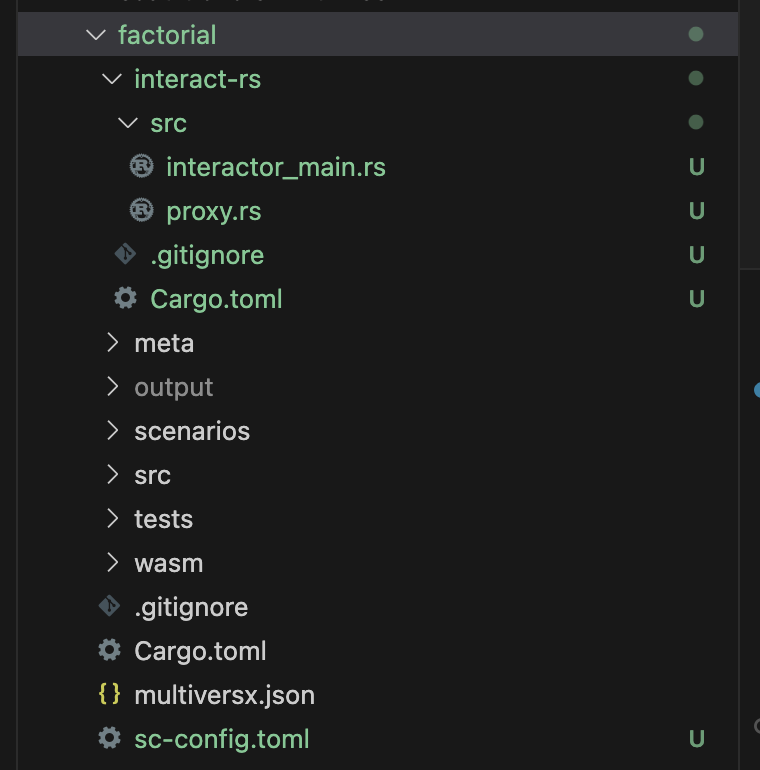 factorial
interact-rs
src
interactor_main.rs U
proxy.rs U
.gitignore U
Cargo.toml U
meta
output
scenarios
src
tests
wasm
.gitignore
Cargo.toml
{} multiversx.json
sc-config.toml U